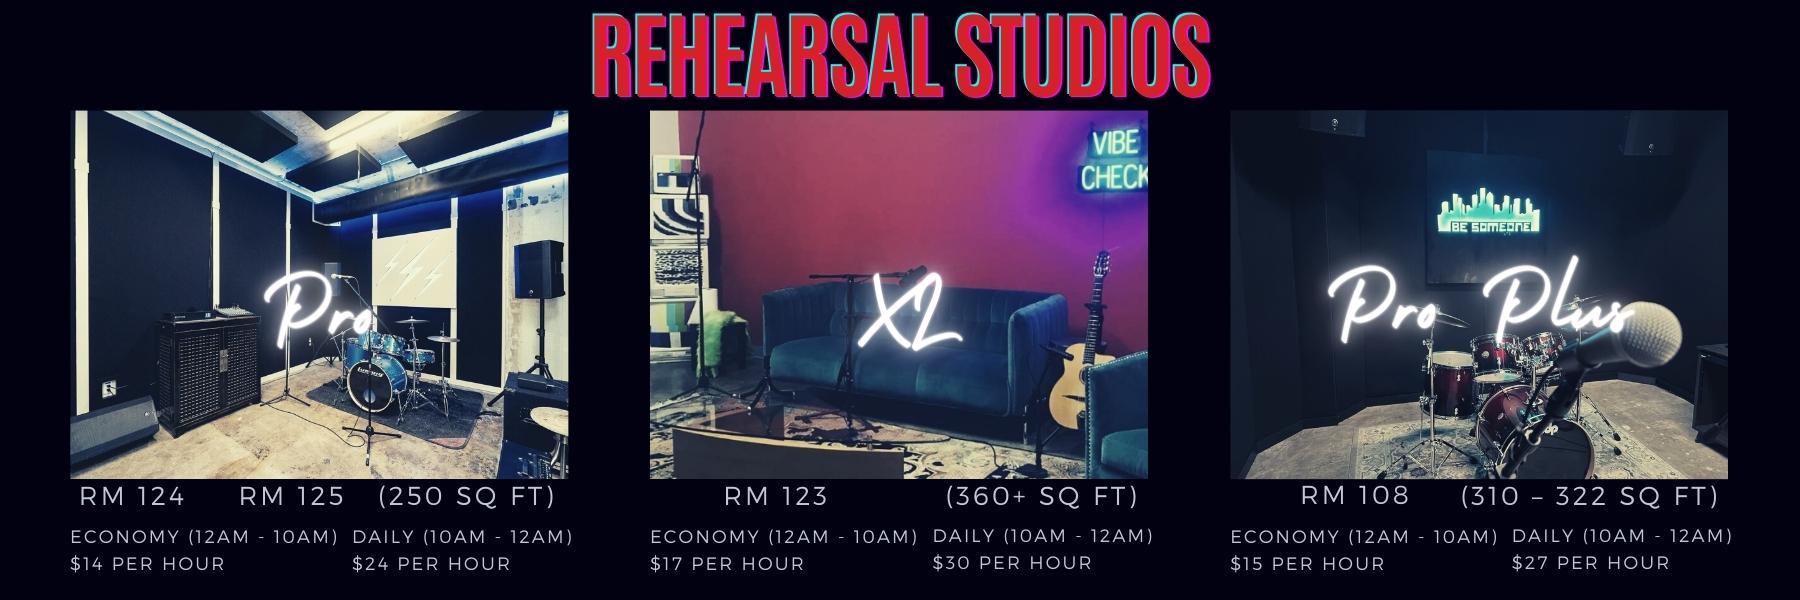 REHEARSAL STUDIOS
Pro
RM 124 RM 125 (250 SQ FT)
ECONOMY (12AM - 10AM) DAILY (10AM - 12AM)
$14 PER HOUR $24 PER HOUR
VIBE
CHECK
XL
RM 123 (360+ SQ FT)
ECONOMY (12AM - 10AM) DAILY (10AM - 12AM)
$17 PER HOUR $30 PER HOUR
BE SOMEONE
Pro Plus
RM 108 (310 – 322 SQ FT)
ECONOMY (12AM - 10AM) DAILY (10AM - 12AM)
$15 PER HOUR $27 PER HOUR